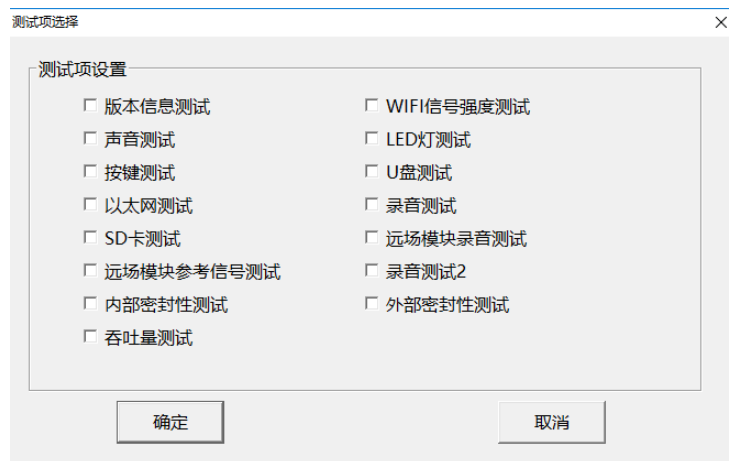 测试项选择
测试项设置
版本信息测试 WIFI信号强度测试
声音测试 LED灯测试
按键测试 U盘测试
以太网测试 录音测试
SD卡测试 远场模块录音测试
远场模块参考信号测试 录音测试2
内部密封性测试 外部密封性测试
吞吐量测试
确定 取消